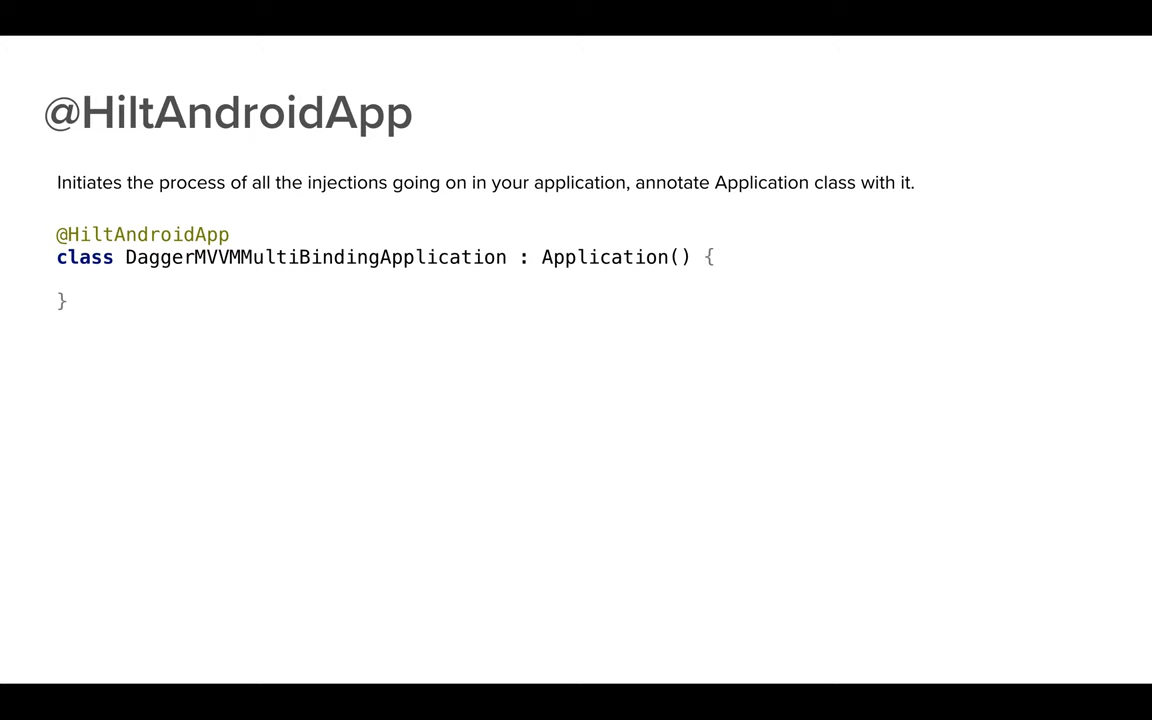 @HiltAndroidApp
Initiates the process of all the injections going on in your application, annotate Application class with it.
@HiltAndroidApp
class DaggerMVVMMultiBindingApplication : Application() {
}